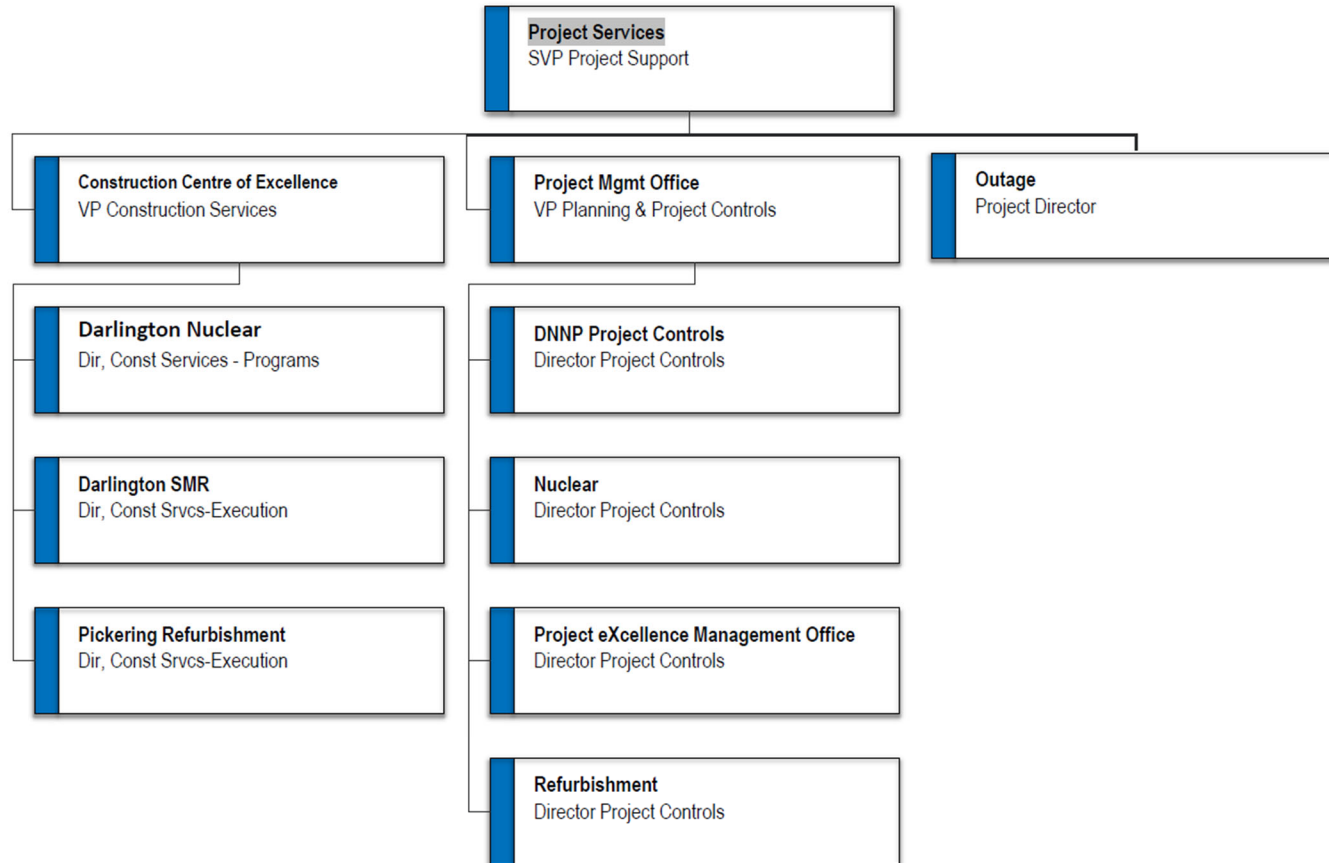 Project Services
SVP Project Support
Construction Centre of Excellence
VP Construction Services
Project Mgmt Office
VP Planning & Project Controls
Outage
Project Director
Darlington Nuclear
Dir, Const Services - Programs
DNNP Project Controls
Director Project Controls
Darlington SMR
Dir, Const Srvcs-Execution
Nuclear
Director Project Controls
Pickering Refurbishment
Dir, Const Srvcs-Execution
Project eXcellence Management Office
Director Project Controls
Refurbishment
Director Project Controls